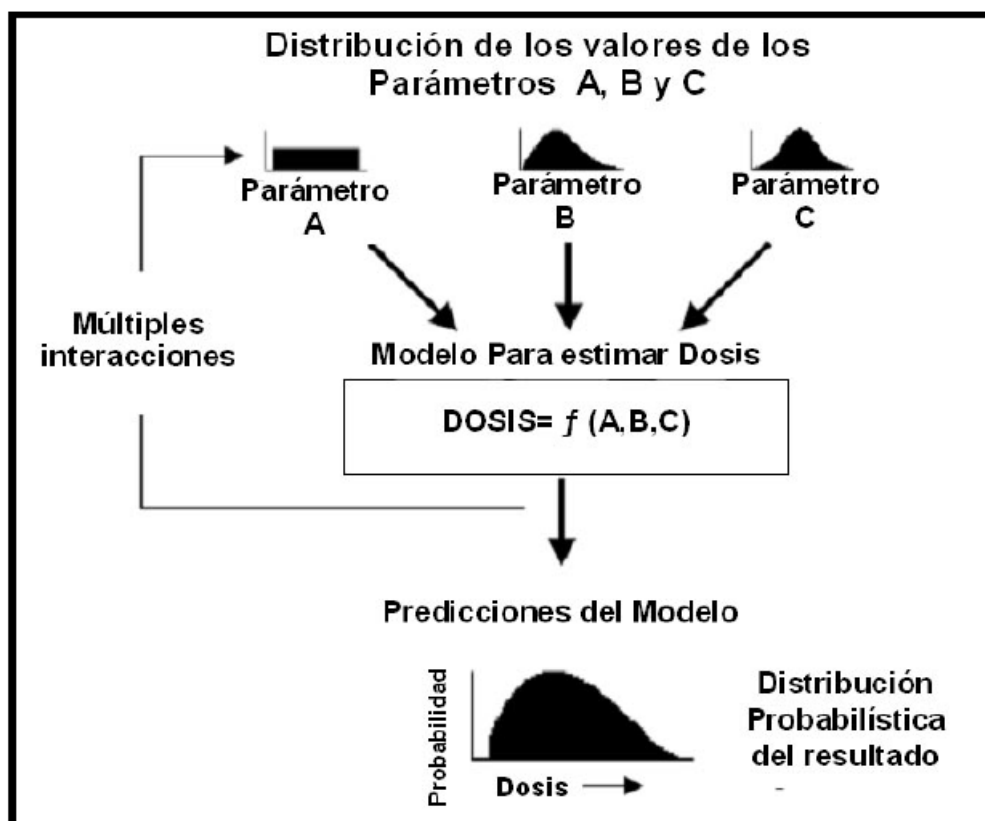 Distribución de los valores de los
Parámetros A, B y C
Parámetro
A
Parámetro
B
Parámetro
C
Múltiples
interacciones
Modelo Para estimar Dosis
DOSIS= ƒ (A,B,C)
Predicciones del Modelo
Probabilidad
Dosis
Distribución
Probabilística
del resultado